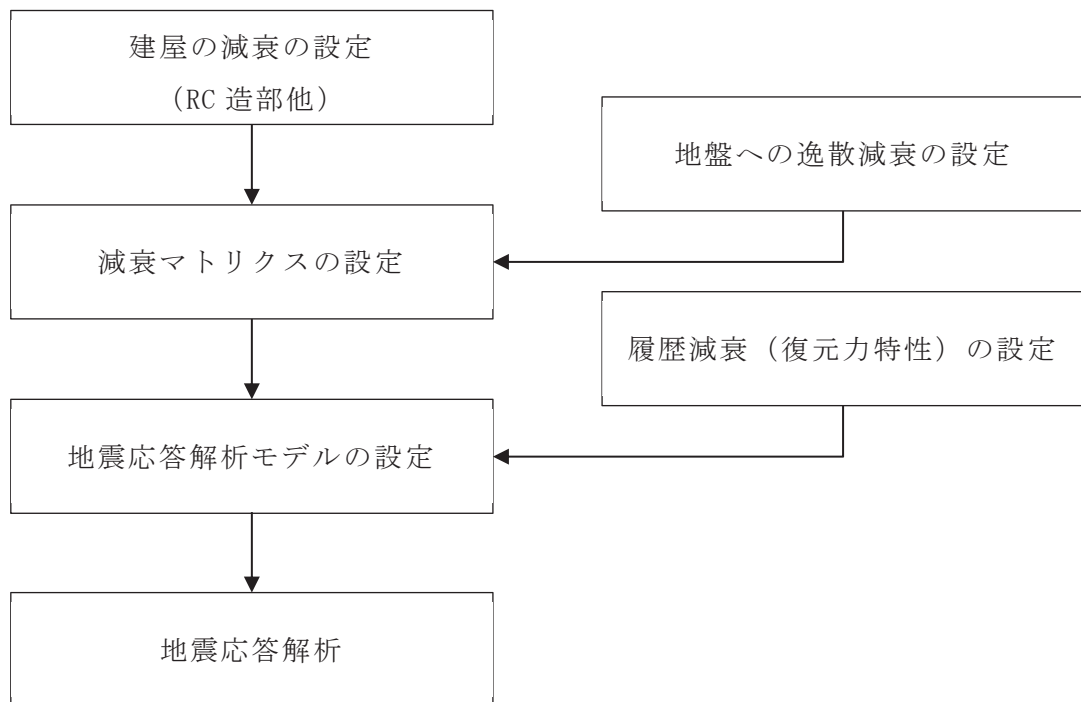 建屋の減衰の設定
（RC 造部他）
地盤への逸散減衰の設定
減衰マトリクスの設定
履歴減衰（復元力特性）の設定
地震応答解析モデルの設定
地震応答解析